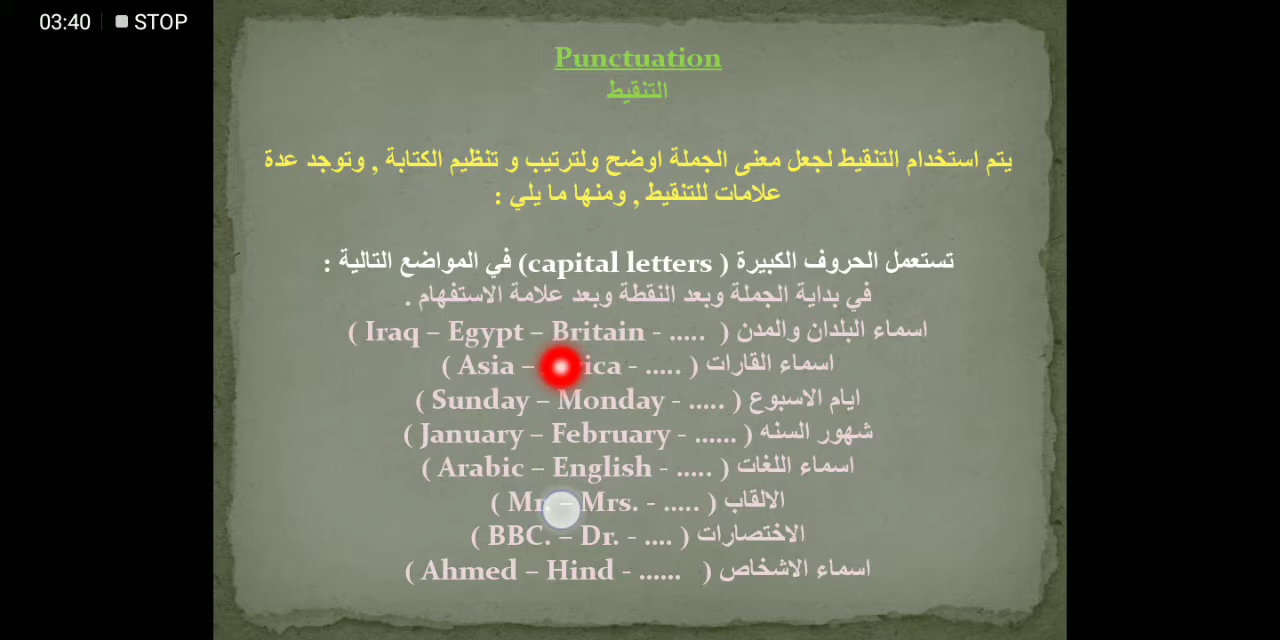 03:40 STOP
Punctuation
التنقيط
يتم استخدام التنقيط لجعل معنى الجملة اوضح ولترتيب و تنظيم الكتابة , وتوجد عدة
علامات للتنقيط , ومنها ما يلي :
تستعمل الحروف الكبيرة ( capital letters) في المواضع التالية :
في بداية الجملة وبعد النقطة وبعد علامة الاستفهام .
اسماء البلدان والمدن ( Iraq – Egypt – Britain - ..... )
اسماء القارات ( Asia – - ..... )
ايام الاسبوع ( Sunday – Monday - ..... )
شهور السنه ( January – February - ...... )
اسماء اللغات ( Arabic – English - ..... )
الالقاب ( Mr. – Mrs. - ..... )
الاختصارات ( BBC. – Dr. - .... )
اسماء الاشخاص ( Ahmed – Hind - ...... )